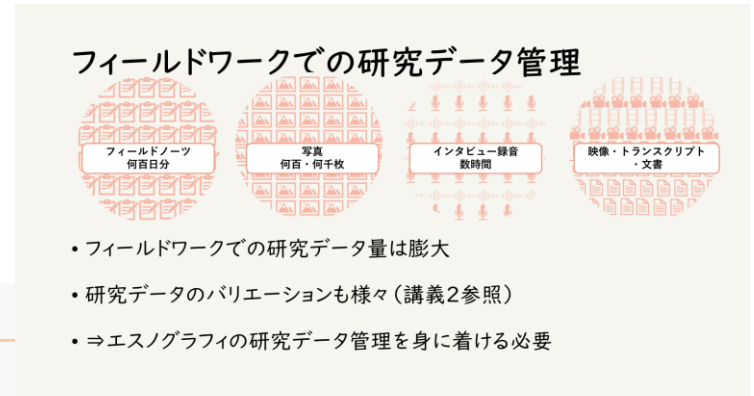 フィールドワークでの研究データ管理
フィールドノーツ
何百日分
写真
何百・何千枚
インタビュー録音
数時間
映像・トランスクリプト
・文書
• フィールドワークでの研究データ量は膨大
• 研究データのバリエーションも様々（講義2参照）
• ⇒エスノグラフィの研究データ管理を身に着ける必要